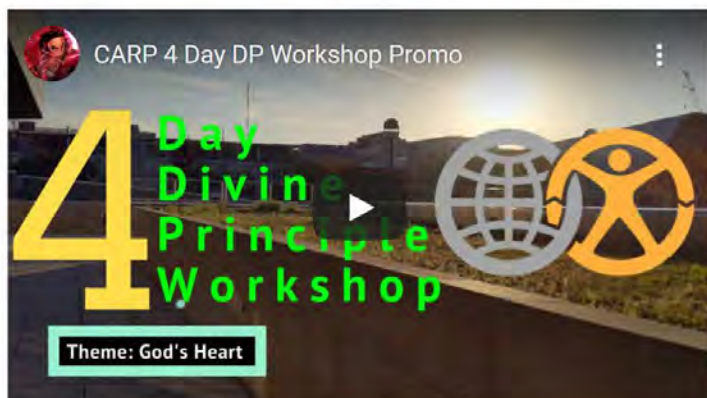 CARP 4 Day DP Workshop Promo
4
Day
Divine
Principle
Workshop
Theme: God's Heart